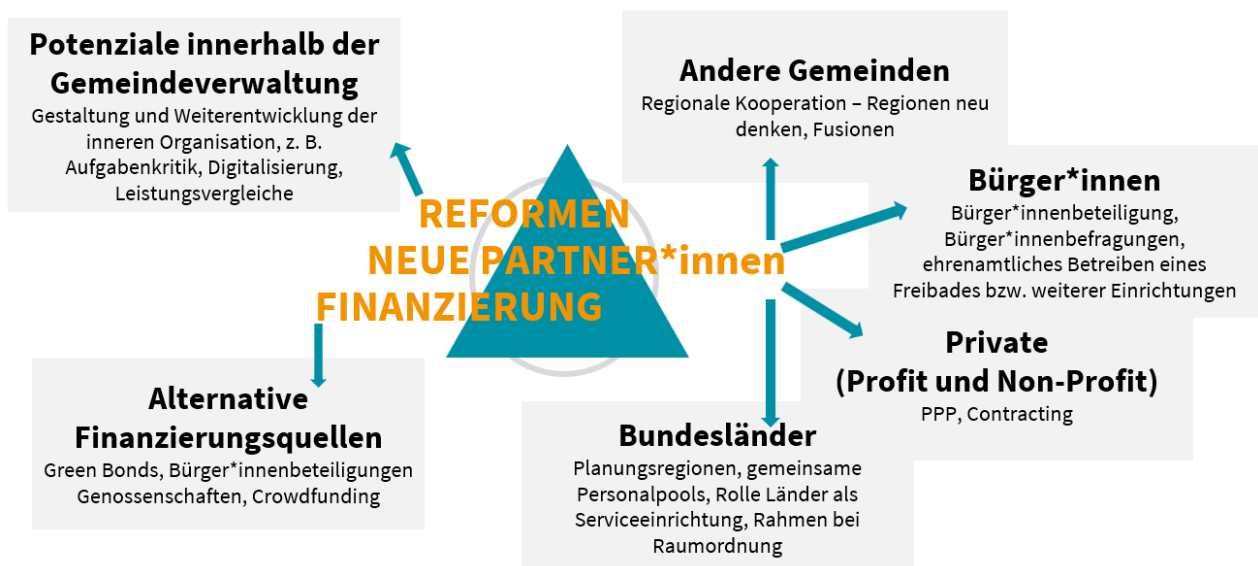 Potenziale innerhalb der
Gemeindeverwaltung
Gestaltung und Weiterentwicklung der
inneren Organisation, z. B.
Aufgabenkritik, Digitalisierung,
Leistungsvergleiche
Andere Gemeinden
Regionale Kooperation – Regionen neu
denken, Fusionen
Bürger*innen
Bürger*innenbeteiligung,
Bürger*innenbefragungen,
ehrenamtliches Betreiben eines
Freibades bzw. weiterer Einrichtungen
REFORMEN
NEUE PARTNER*innen
FINANZIERUNG
Private
(Profit und Non-Profit)
PPP, Contracting
Alternative
Finanzierungsquellen
Green Bonds, Bürger*innenbeteiligungen
Genossenschaften, Crowdfunding
Bundesländer
Planungsregionen, gemeinsame
Personalpools, Rolle Länder als
Serviceeinrichtung, Rahmen bei
Raumordnung